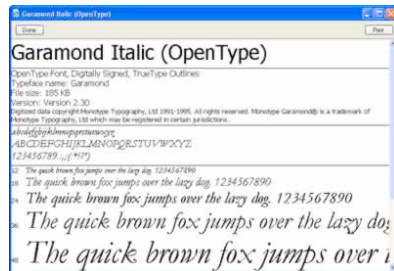 Garamond Italic (OpenType)
Done Print
Garamond Italic (OpenType)
OpenType Font, Digitally Signed, TrueType Outlines
Typeface name: Garamond
File size: 185 KB
Version: Version 2.30
Digitized data copyright Monotype Typography, Ltd 1991-1995. All rights reserved. Monotype Garamond® is a trademark of
Monotype Typography, Ltd which may be registered in certain jurisdictions.
abcdefghijklmnopqrstuvwxyz
ABCDEFGHIJKLMNOPQRSTUVWXYZ
123456789.:,;(:*!?')
12 The quick brown fox jumps over the lazy dog. 1234567890
18 The quick brown fox jumps over the lazy dog. 1234567890
24 The quick brown fox jumps over the lazy dog. 1234567890
36 The quick brown fox jumps over the lazy dog
48 The quick brown fox jumps over